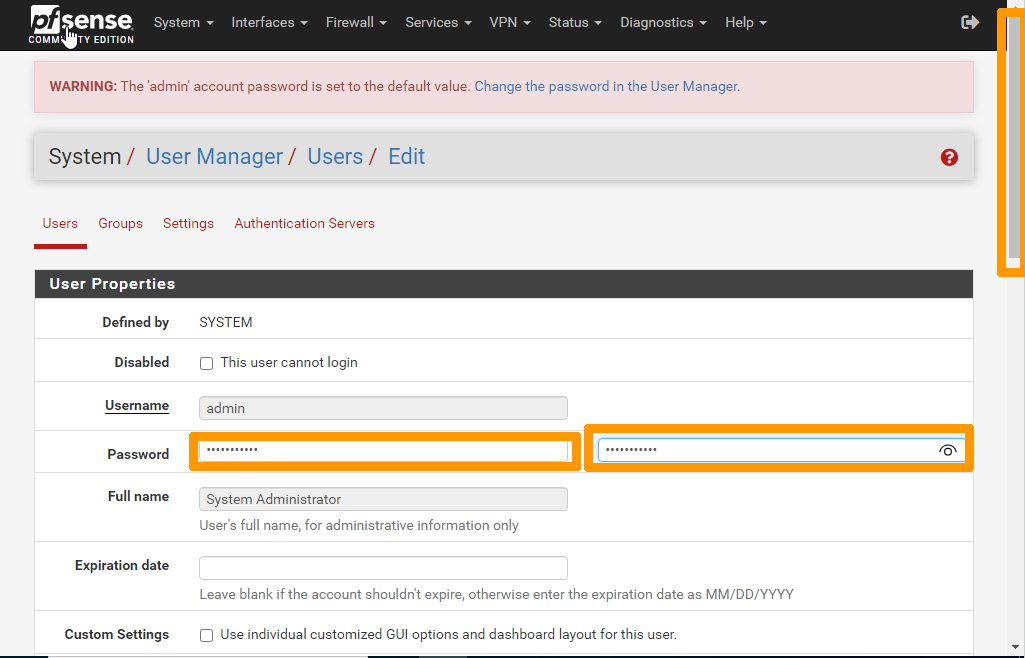 pfsense
COMMUNITY EDITION
System Interfaces Firewall Services VPN Status Diagnostics Help
WARNING: The 'admin' account password is set to the default value. Change the password in the User Manager.
System / User Manager / Users / Edit
Users Groups Settings Authentication Servers
User Properties
Defined by SYSTEM
Disabled This user cannot login
Username admin
Password ••••••••••• •••••••••••
Full name System Administrator
User's full name, for administrative information only
Expiration date
Leave blank if the account shouldn't expire, otherwise enter the expiration date as MM/DD/YYYY
Custom Settings Use individual customized GUI options and dashboard layout for this user.